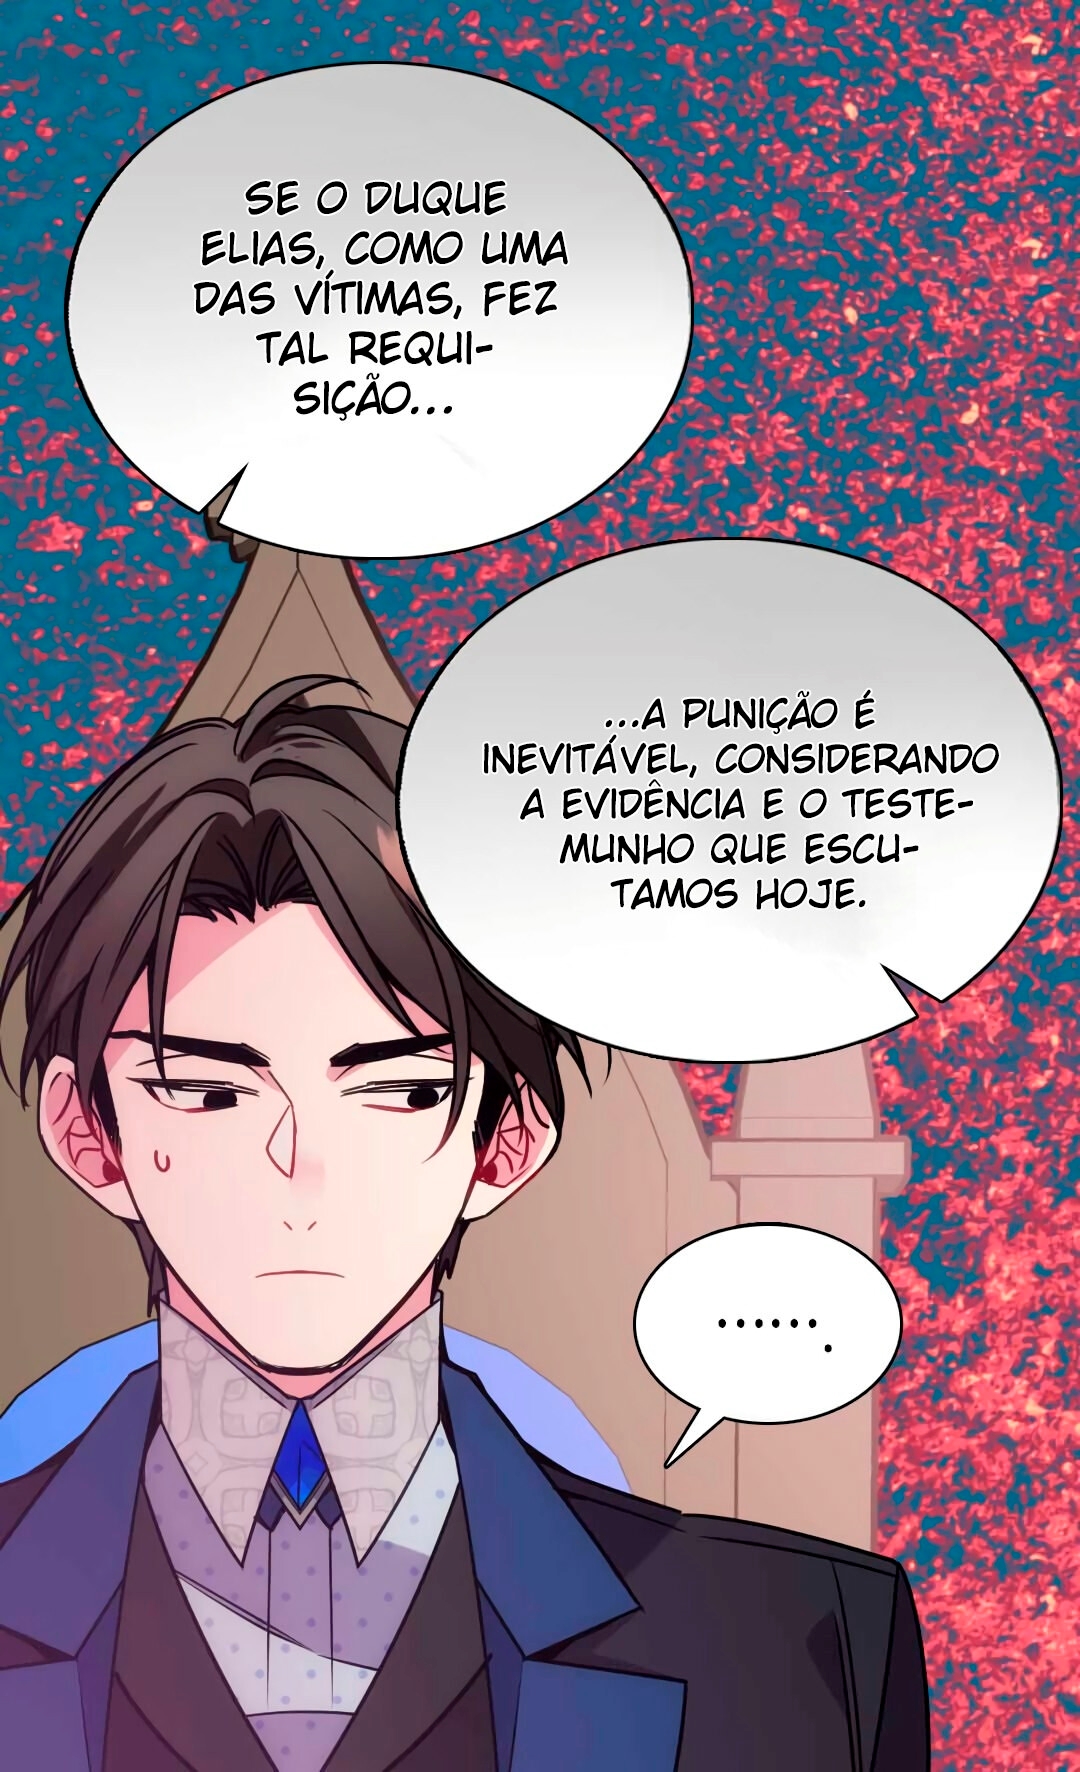 SE O DUQUE
ELIAS, COMO UMA
DAS VÍTIMAS, FEZ
TAL REQUI-
SIÇÃO...
...A PUNIÇÃO É
INEVITÁVEL, CONSIDERANDO
A EVIDÊNCIA E O TESTE-
MUNHO QUE ESCU-
TAMOS HOJE.
.......